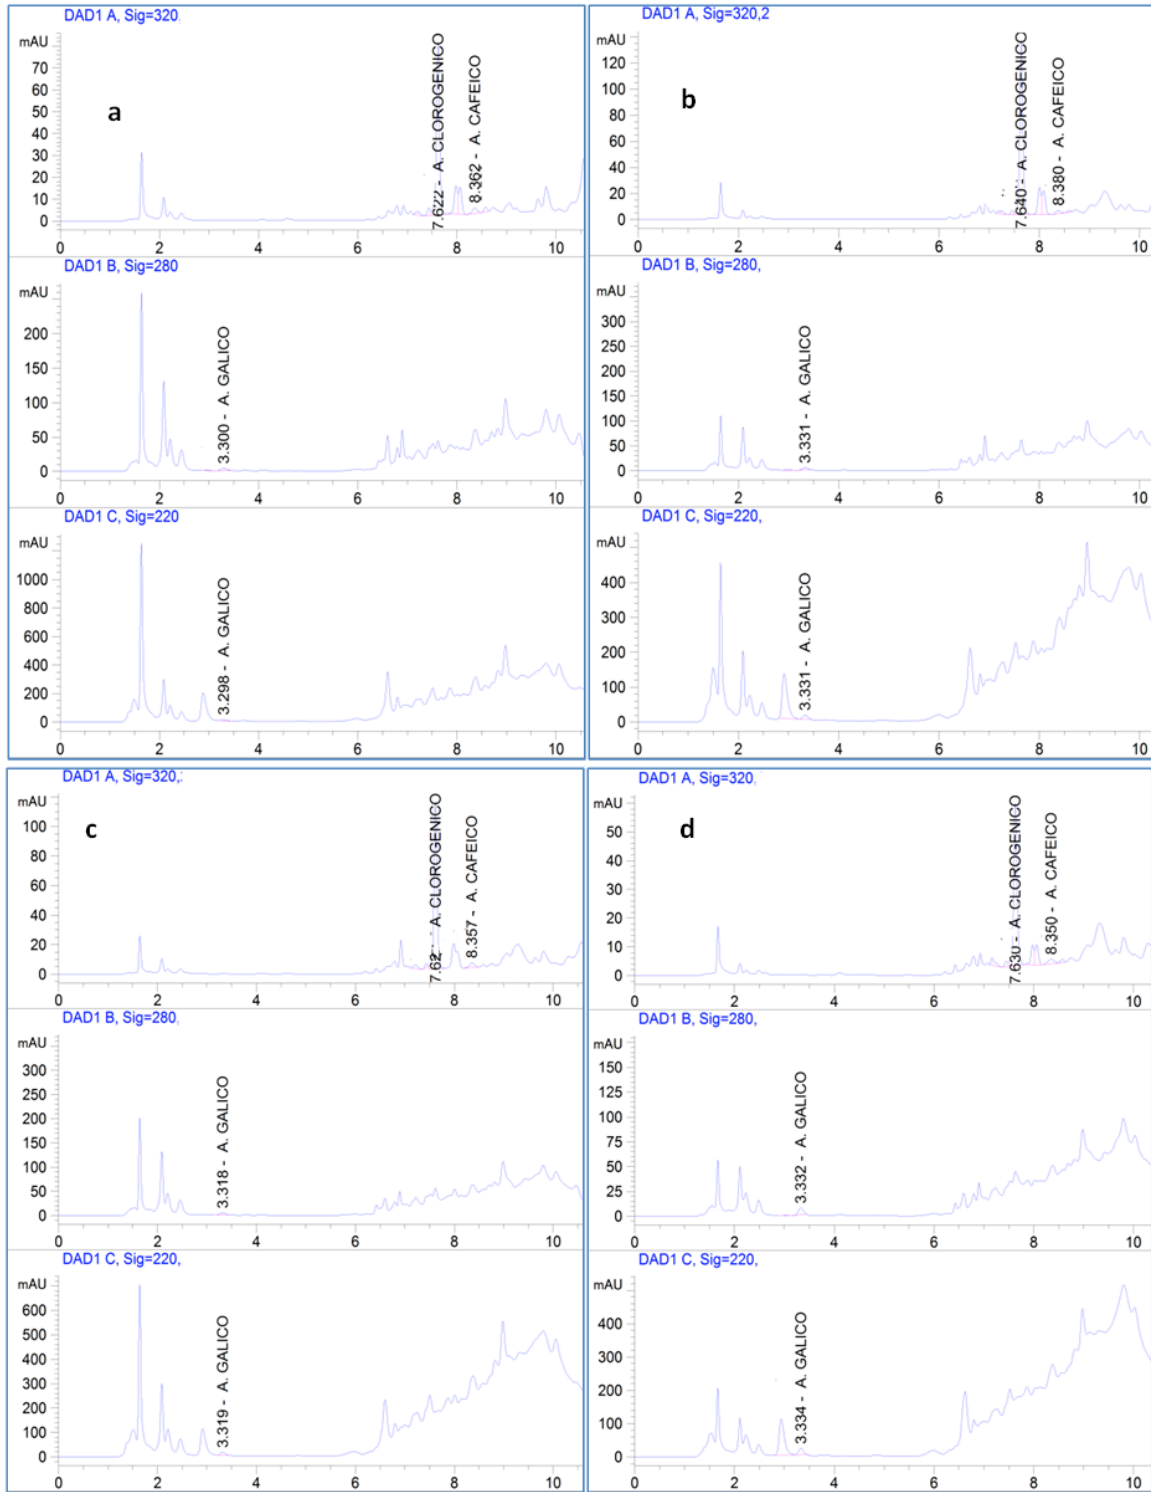 DAD1 A, Sig=320,
mAU
70
60
50
40
30
20
10
0
a
7.622 - A. CLOROGENICO
8.362 - A. CAFEICO
0 2 4 6 8 10
DAD1 B, Sig=280
mAU
200
150
100
50
0
3.300 - A. GALICO
0 2 4 6 8 10
DAD1 C, Sig=220
mAU
1000
800
600
400
200
0
3.298 - A. GALICO
0 2 4 6 8 10
DAD1 A, Sig=320,2
mAU
120
100
80
60
40
20
0
b
7.640 - A. CLOROGENICO
8.380 - A. CAFEICO
0 2 4 6 8 10
DAD1 B, Sig=280,
mAU
300
250
200
150
100
50
0
3.331 - A. GALICO
0 2 4 6 8 10
DAD1 C, Sig=220,
mAU
400
300
200
100
0
3.331 - A. GALICO
0 2 4 6 8 10
DAD1 A, Sig=320,
mAU
100
80
60
40
20
0
c
7.62 - A. CLOROGENICO
8.357 - A. CAFEICO
0 2 4 6 8 10
DAD1 B, Sig=280,
mAU
300
250
200
150
100
50
0
3.318 - A. GALICO
0 2 4 6 8 10
DAD1 C, Sig=220,
mAU
600
500
400
300
200
100
0
3.319 - A. GALICO
0 2 4 6 8 10
DAD1 A, Sig=320,
mAU
50
40
30
20
10
0
d
7.630 - A. CLOROGENICO
8.350 - A. CAFEICO
0 2 4 6 8 10
DAD1 B, Sig=280,
mAU
150
125
100
75
50
25
0
3.332 - A. GALICO
0 2 4 6 8 10
DAD1 C, Sig=220,
mAU
400
300
200
100
0
3.334 - A. GALICO
0 2 4 6 8 10